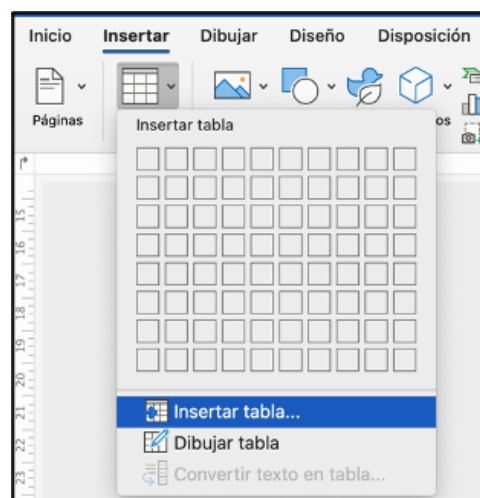 Inicio Insertar Dibujar Diseño Disposición
Páginas
os
Insertar tabla
15
16
17
18
19
20
21
22
23
Insertar tabla...
Dibujar tabla
Convertir texto en tabla...